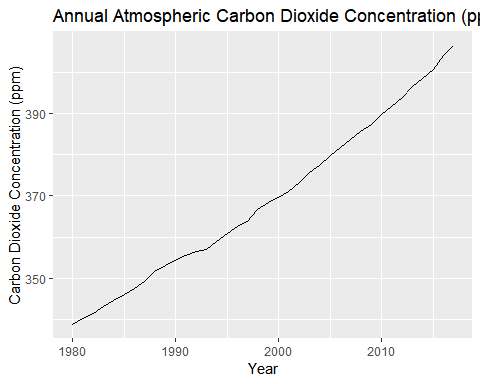 Annual Atmospheric Carbon Dioxide Concentration (pp
Carbon Dioxide Concentration (ppm)
390
370
350
1980 1990 2000 2010
Year